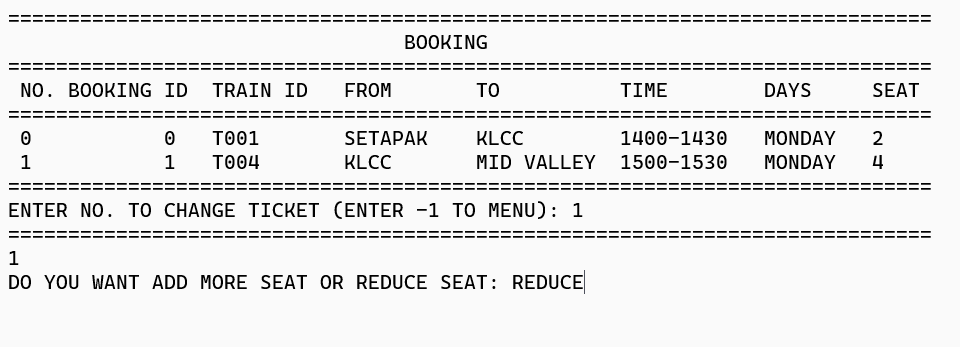 =============================================================================
BOOKING
=============================================================================
NO. BOOKING ID TRAIN ID FROM TO TIME DAYS SEAT
=============================================================================
0 0 T001 SETAPAK KLCC 1400-1430 MONDAY 2
1 1 T004 KLCC MID VALLEY 1500-1530 MONDAY 4
=============================================================================
ENTER NO. TO CHANGE TICKET (ENTER -1 TO MENU): 1
=============================================================================
1
DO YOU WANT ADD MORE SEAT OR REDUCE SEAT: REDUCE